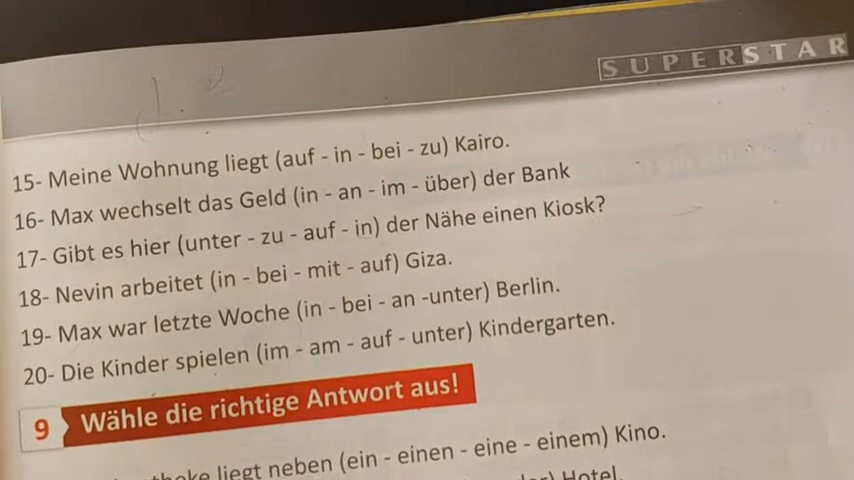 SUPERSTAR
15- Meine Wohnung liegt (auf - in - bei - zu) Kairo.
16- Max wechselt das Geld (in - an - im - über) der Bank
17- Gibt es hier (unter - zu - auf - in) der Nähe einen Kiosk?
18- Nevin arbeitet (in - bei - mit - auf) Giza.
19- Max war letzte Woche (in - bei - an -unter) Berlin.
20- Die Kinder spielen (im - am - auf - unter) Kindergarten.
9 Wähle die richtige Antwort aus!
liegt neben (ein - einen - eine - einem) Kino.
Hotel.